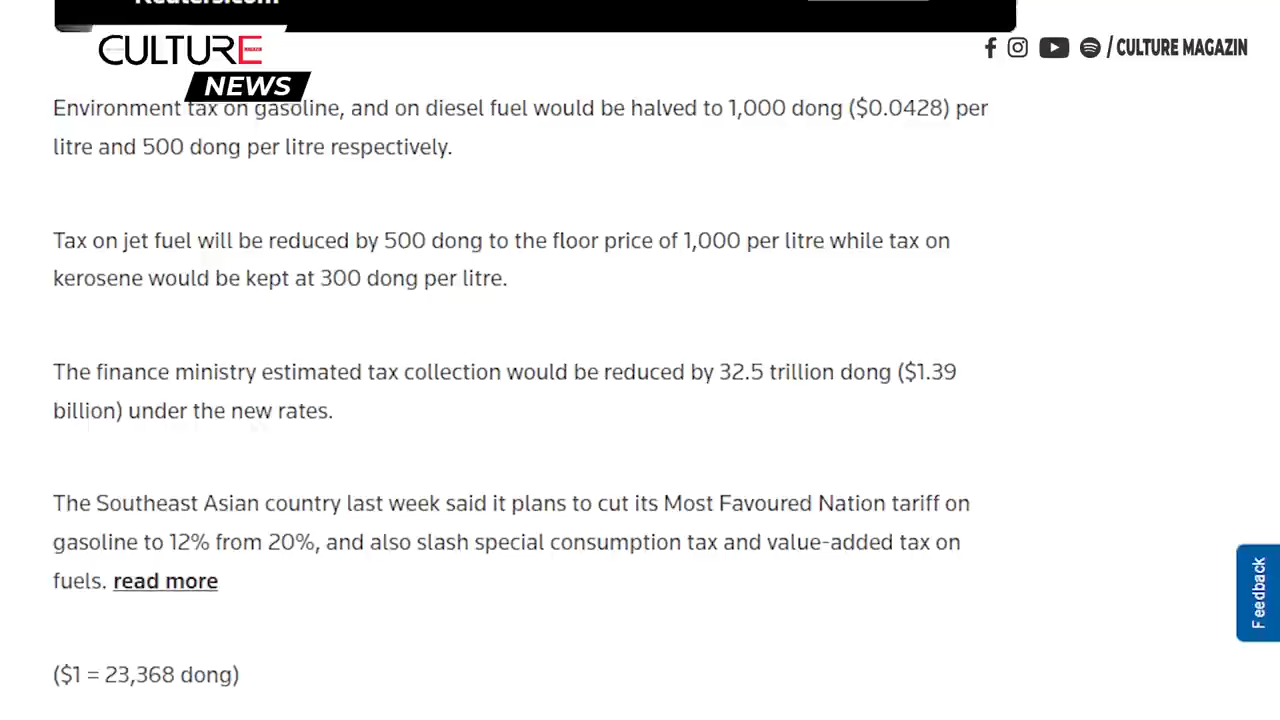 Reuters.com
CULTURE
NEWS
/ CULTURE MAGAZIN
Environment tax on gasoline, and on diesel fuel would be halved to 1,000 dong ($0.0428) per
litre and 500 dong per litre respectively.
Tax on jet fuel will be reduced by 500 dong to the floor price of 1,000 per litre while tax on
kerosene would be kept at 300 dong per litre.
The finance ministry estimated tax collection would be reduced by 32.5 trillion dong ($1.39
billion) under the new rates.
The Southeast Asian country last week said it plans to cut its Most Favoured Nation tariff on
gasoline to 12% from 20%, and also slash special consumption tax and value-added tax on
fuels. read more
($1 = 23,368 dong)
Feedback